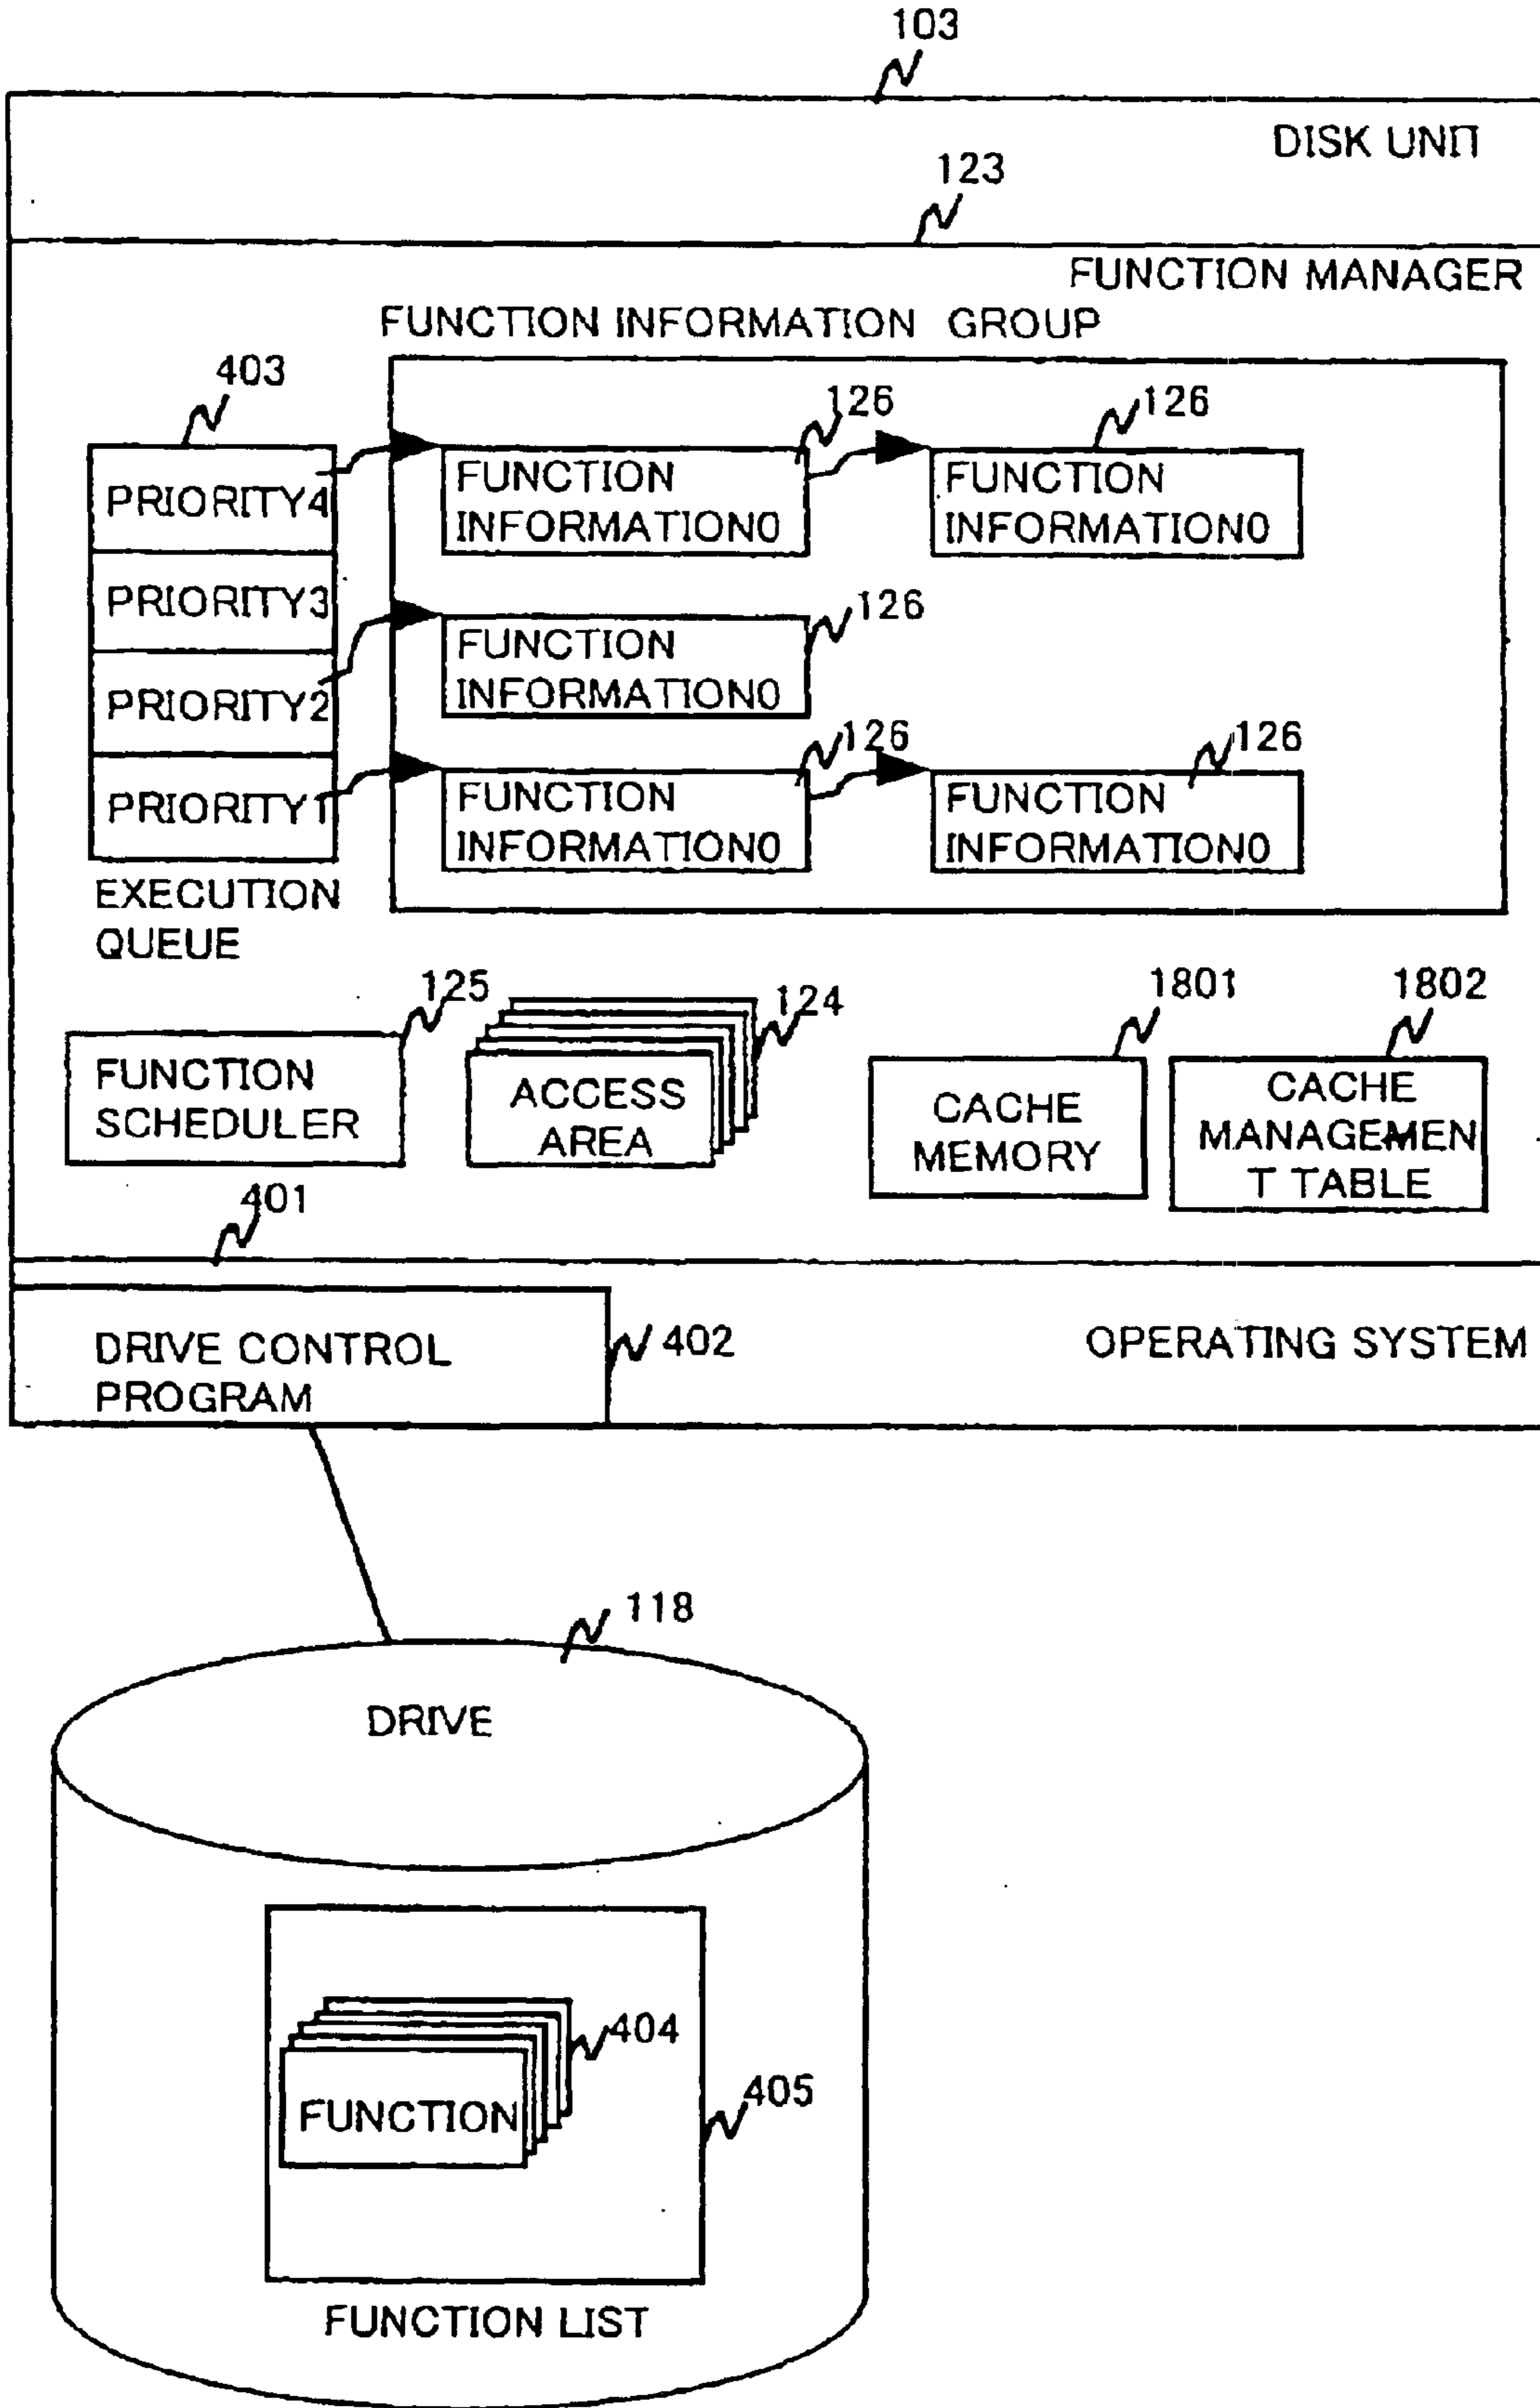 103
DISK UNIT
123
FUNCTION MANAGER
FUNCTION INFORMATION GROUP
403
126
126
PRIORITY4
FUNCTION
INFORMATION0
FUNCTION
INFORMATION0
PRIORITY3
126
PRIORITY2
FUNCTION
INFORMATION0
126
126
PRIORITY1
FUNCTION
INFORMATION0
FUNCTION
INFORMATION0
EXECUTION
QUEUE
125
124
1801
1802
FUNCTION
SCHEDULER
ACCESS
AREA
CACHE
MEMORY
CACHE
MANAGEMEN
T TABLE
401
DRIVE CONTROL
PROGRAM
402
OPERATING SYSTEM
118
DRIVE
404
FUNCTION
405
FUNCTION LIST